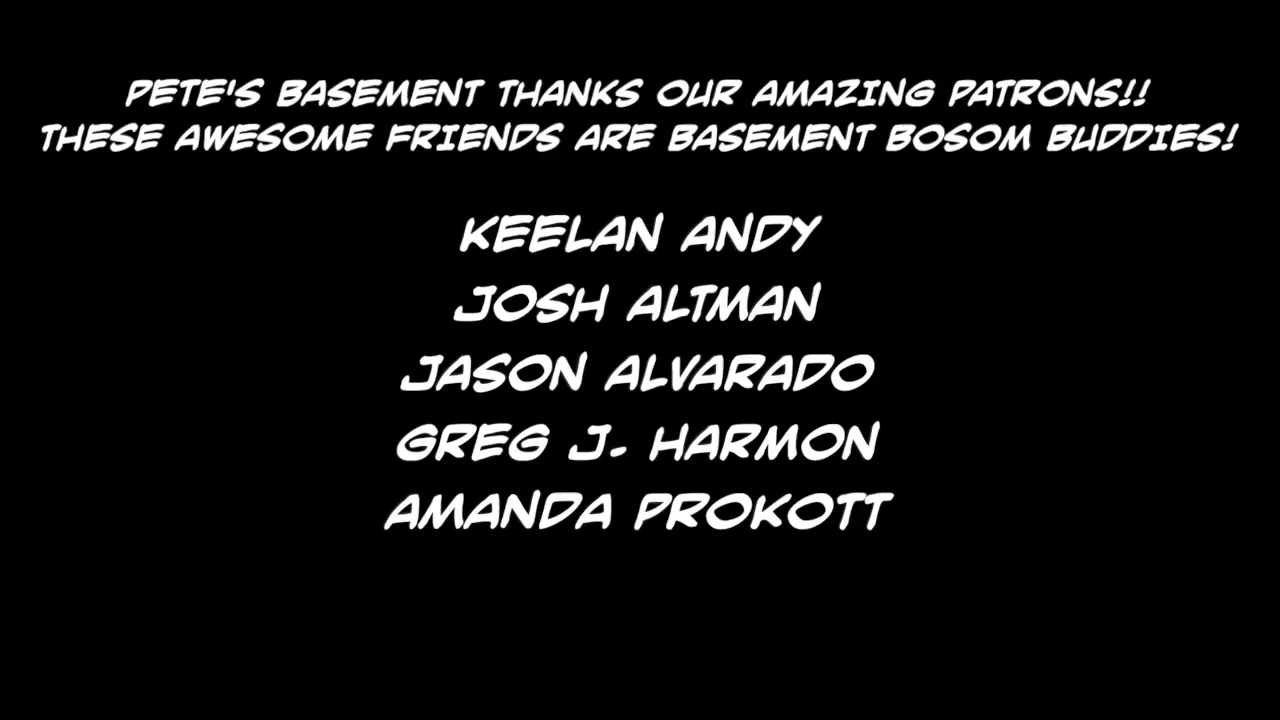 PETE'S BASEMENT THANKS OUR AMAZING PATRONS!!
THESE AWESOME FRIENDS ARE BASEMENT BOSOM BUDDIES!
KEELAN ANDY
JOSH ALTMAN
JASON ALVARADO
GREG J. HARMON
AMANDA PROKOTT